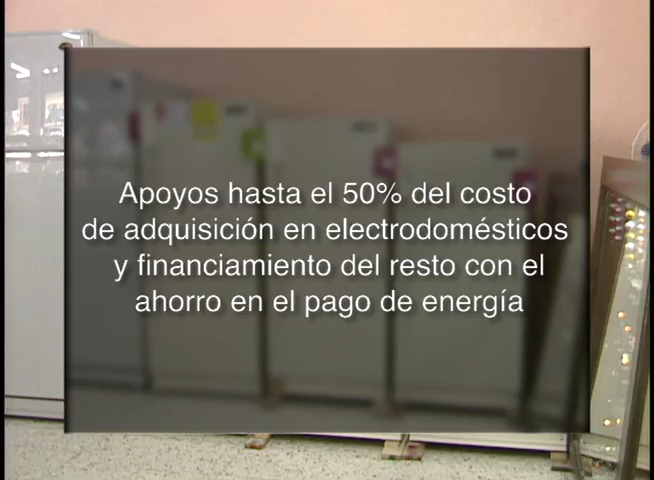 Apoyos hasta el 50% del costo
de adquisición en electrodomésticos
y financiamiento del resto con el
ahorro en el pago de energía